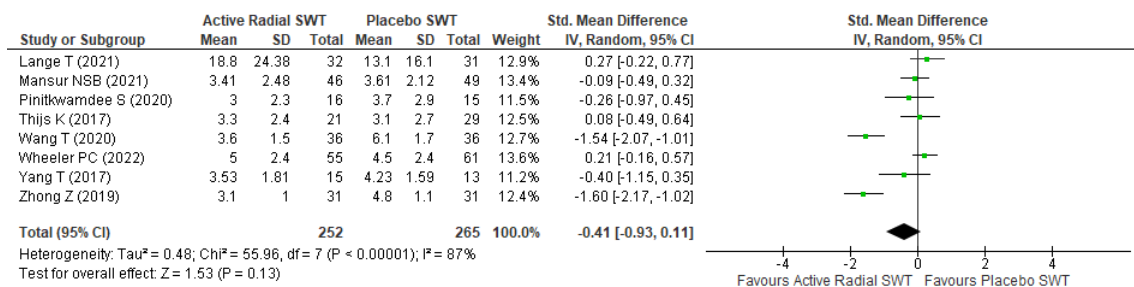 Active Radial SWT Placebo SWT Std. Mean Difference Std. Mean Difference
Study or Subgroup Mean SD Total Mean SD Total Weight IV, Random, 95% CI IV, Random, 95% CI
Lange T (2021) 18.8 24.38 32 13.1 16.1 31 12.9% 0.27 [-0.22, 0.77]
Mansur NSB (2021) 3.41 2.48 46 3.61 2.12 49 13.4% -0.09 [-0.49, 0.32]
Pinitkwamdee S (2020) 3 2.3 16 3.7 2.9 15 11.5% -0.26 [-0.97, 0.45]
Thijs K (2017) 3.3 2.4 21 3.1 2.7 29 12.5% 0.08 [-0.49, 0.64]
Wang T (2020) 3.6 1.5 36 6.1 1.7 36 12.7% -1.54 [-2.07, -1.01]
Wheeler PC (2022) 5 2.4 55 4.5 2.4 61 13.6% 0.21 [-0.16, 0.57]
Yang T (2017) 3.53 1.81 15 4.23 1.59 13 11.2% -0.40 [-1.15, 0.35]
Zhong Z (2019) 3.1 1 31 4.8 1.1 31 12.4% -1.60 [-2.17, -1.02]
Total (95% CI) 252 265 100.0% -0.41 [-0.93, 0.11]
Heterogeneity: Tau² = 0.48; Chi² = 55.96, df = 7 (P < 0.00001); I² = 87%
Test for overall effect: Z = 1.53 (P = 0.13)
-4 -2 0 2 4
Favours Active Radial SWT Favours Placebo SWT